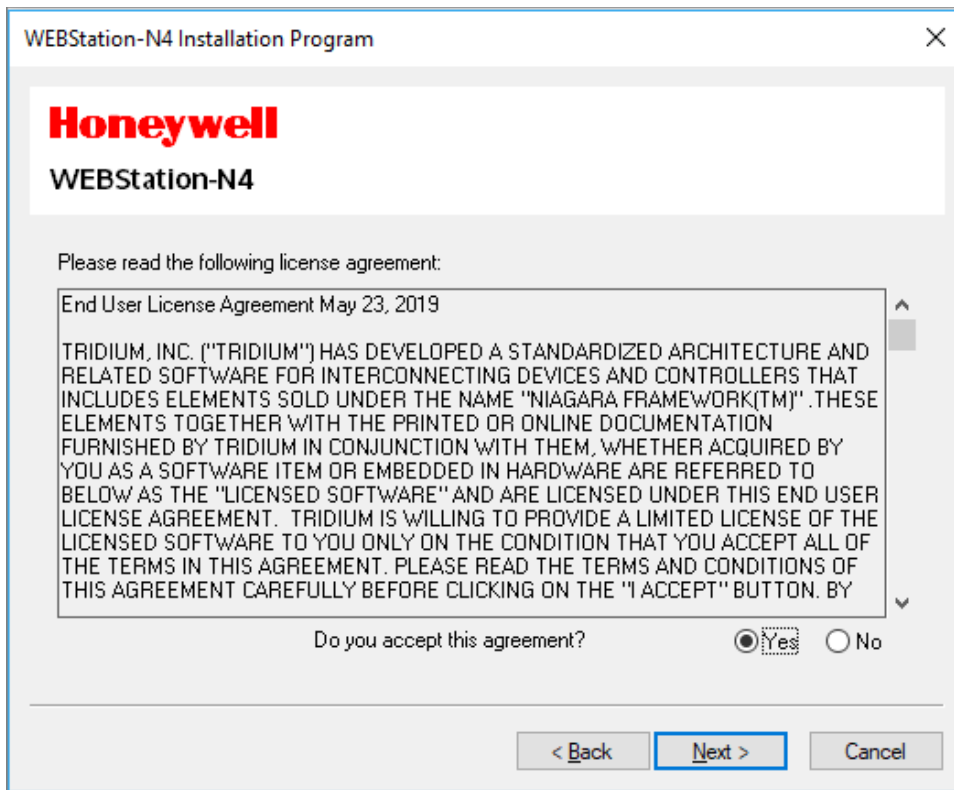 WEBStation-N4 Installation Program
Honeywell
WEBStation-N4
Please read the following license agreement:
End User License Agreement May 23, 2019
TRIDIUM, INC. ("TRIDIUM") HAS DEVELOPED A STANDARDIZED ARCHITECTURE AND
RELATED SOFTWARE FOR INTERCONNECTING DEVICES AND CONTROLLERS THAT
INCLUDES ELEMENTS SOLD UNDER THE NAME "NIAGARA FRAMEWORK(TM)" .THESE
ELEMENTS TOGETHER WITH THE PRINTED OR ONLINE DOCUMENTATION
FURNISHED BY TRIDIUM IN CONJUNCTION WITH THEM, WHETHER ACQUIRED BY
YOU AS A SOFTWARE ITEM OR EMBEDDED IN HARDWARE ARE REFERRED TO
BELOW AS THE "LICENSED SOFTWARE" AND ARE LICENSED UNDER THIS END USER
LICENSE AGREEMENT.  TRIDIUM IS WILLING TO PROVIDE A LIMITED LICENSE OF THE
LICENSED SOFTWARE TO YOU ONLY ON THE CONDITION THAT YOU ACCEPT ALL OF
THE TERMS IN THIS AGREEMENT. PLEASE READ THE TERMS AND CONDITIONS OF
THIS AGREEMENT CAREFULLY BEFORE CLICKING ON THE "I ACCEPT" BUTTON. BY
Do you accept this agreement? Yes No
< Back Next > Cancel